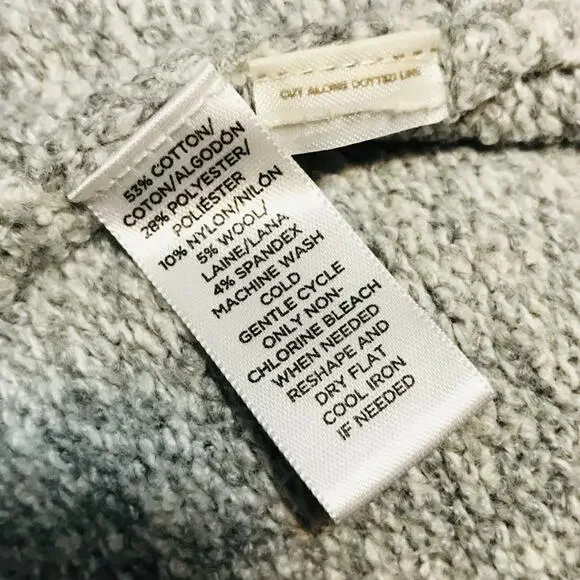 CUT ALONG DOTTED LINE
53% COTTON/
COTON/ALGODÓN
28% POLYESTER/
POLIÉSTER
10% NYLON/NILÓN
5% WOOL/
LAINE/LANA
4% SPANDEX
MACHINE WASH
COLD
GENTLE CYCLE
ONLY NON-
CHLORINE BLEACH
WHEN NEEDED
RESHAPE AND
DRY FLAT
COOL IRON
IF NEEDED